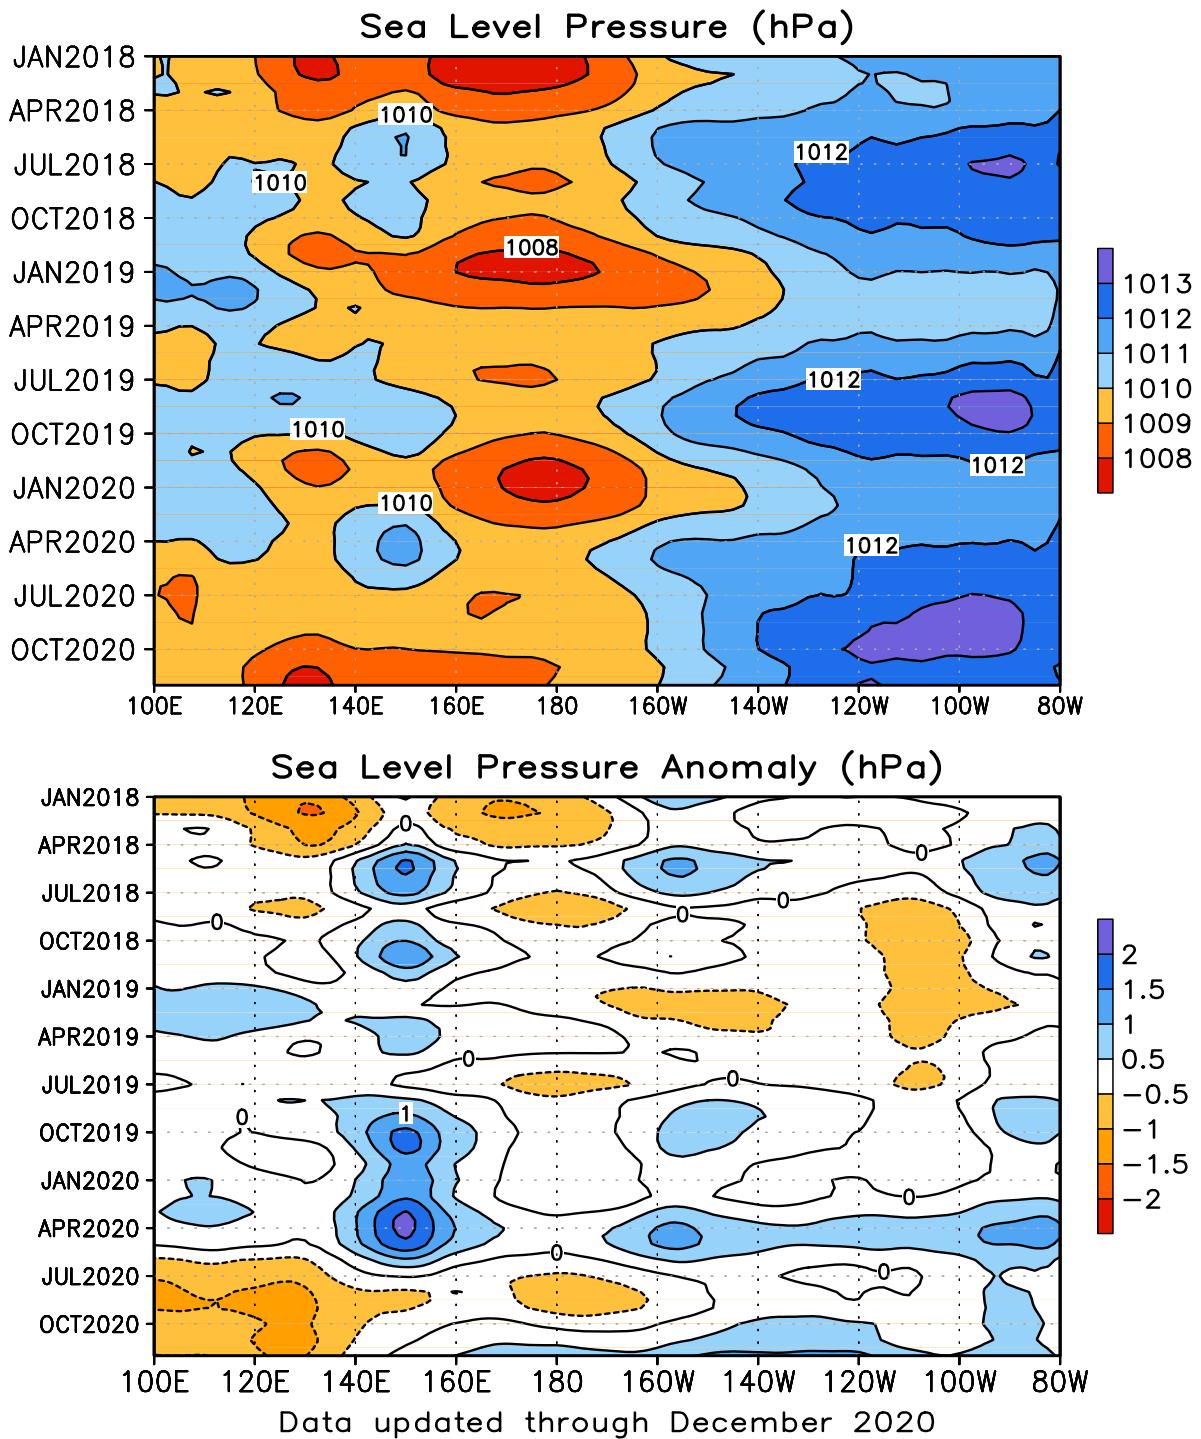 Sea Level Pressure (hPa)
JAN2018
APR2018
JUL2018
OCT2018
JAN2019
APR2019
JUL2019
OCT2019
JAN2020
APR2020
JUL2020
OCT2020
1010
1012
1010
1008
1012
1010
1012
1010
1012
100E 120E 140E 160E 180 160W 140W 120W 100W 80W
1013
1012
1011
1010
1009
1008
Sea Level Pressure Anomaly (hPa)
JAN2018
APR2018
JUL2018
OCT2018
JAN2019
APR2019
JUL2019
OCT2019
JAN2020
APR2020
JUL2020
OCT2020
0
0
0
0
0
0
0
1
0
0
0
0
100E 120E 140E 160E 180 160W 140W 120W 100W 80W
2
1.5
1
0.5
−0.5
−1
−1.5
−2
Data updated through December 2020